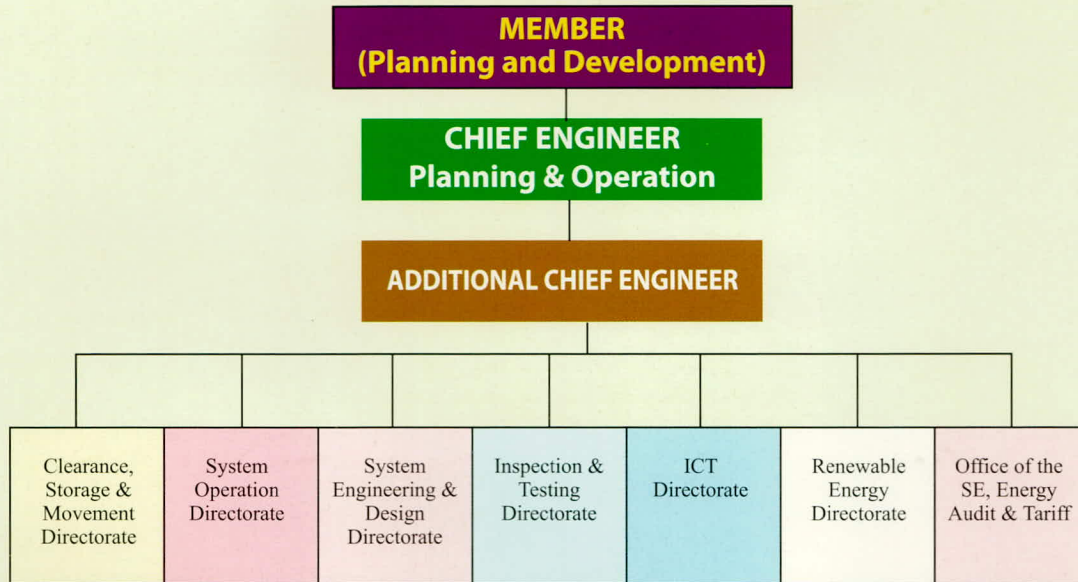 MEMBER
(Planning and Development)
CHIEF ENGINEER
Planning & Operation
ADDITIONAL CHIEF ENGINEER
Clearance,
Storage &
Movement
Directorate
System
Operation
Directorate
System
Engineering &
Design
Directorate
Inspection &
Testing
Directorate
ICT
Directorate
Renewable
Energy
Directorate
Office of the
SE, Energy
Audit & Tariff